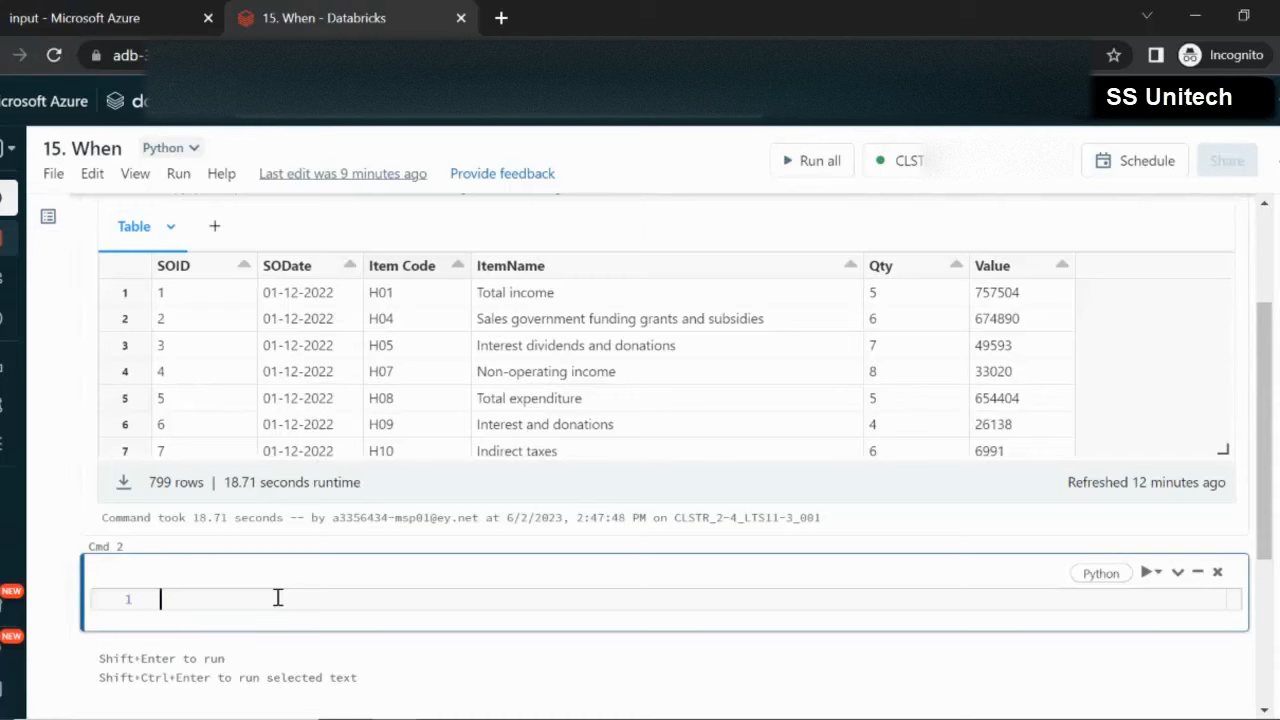 input - Microsoft Azure
15. When - Databricks
adb-
Incognito
crosoft Azure
SS Unitech
15. When Python
Run all
CLST
Schedule
Share
File Edit View Run Help Last edit was 9 minutes ago Provide feedback
Table +
SOID SODate Item Code ItemName Qty Value
1 1 01-12-2022 H01 Total income 5 757504
2 2 01-12-2022 H04 Sales government funding grants and subsidies 6 674890
3 3 01-12-2022 H05 Interest dividends and donations 7 49593
4 4 01-12-2022 H07 Non-operating income 8 33020
5 5 01-12-2022 H08 Total expenditure 5 654404
6 6 01-12-2022 H09 Interest and donations 4 26138
7 7 01-12-2022 H10 Indirect taxes 6 6991
799 rows | 18.71 seconds runtime
Refreshed 12 minutes ago
Command took 18.71 seconds -- by a3356434-msp01@ey.net at 6/2/2023, 2:47:48 PM on CLSTR_2-4_LTS11-3_001
Cmd 2
Python
1
NEW
NEW
Shift+Enter to run
Shift+Ctrl+Enter to run selected text